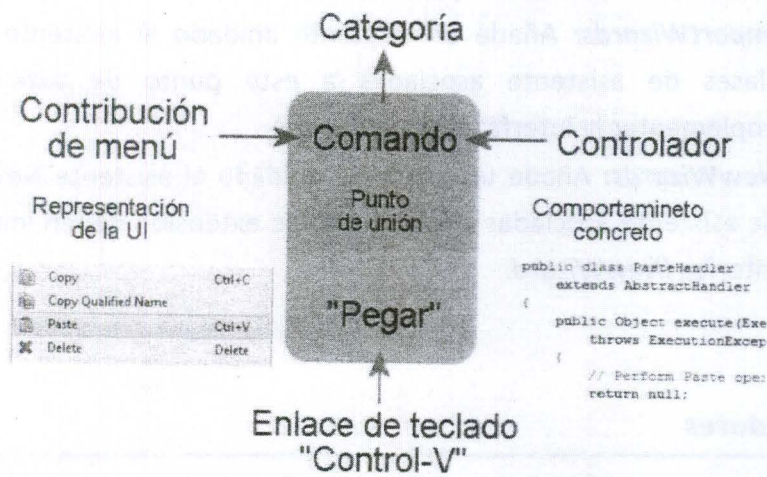 Categoría
Contribución
de menú
Comando
Controlador
Representación
de la UI
Punto
de unión
Comportamineto
concreto
Copy Ctrl+C
Copy Qualified Name
Paste Ctrl+V
Delete Delete
"Pegar"
public class PasteHandler
extends AbstractHandler
{
public Object execute(Exe
throws ExecutionExcep
{
// Perform Paste ope
return null;
Enlace de teclado
"Control-V"